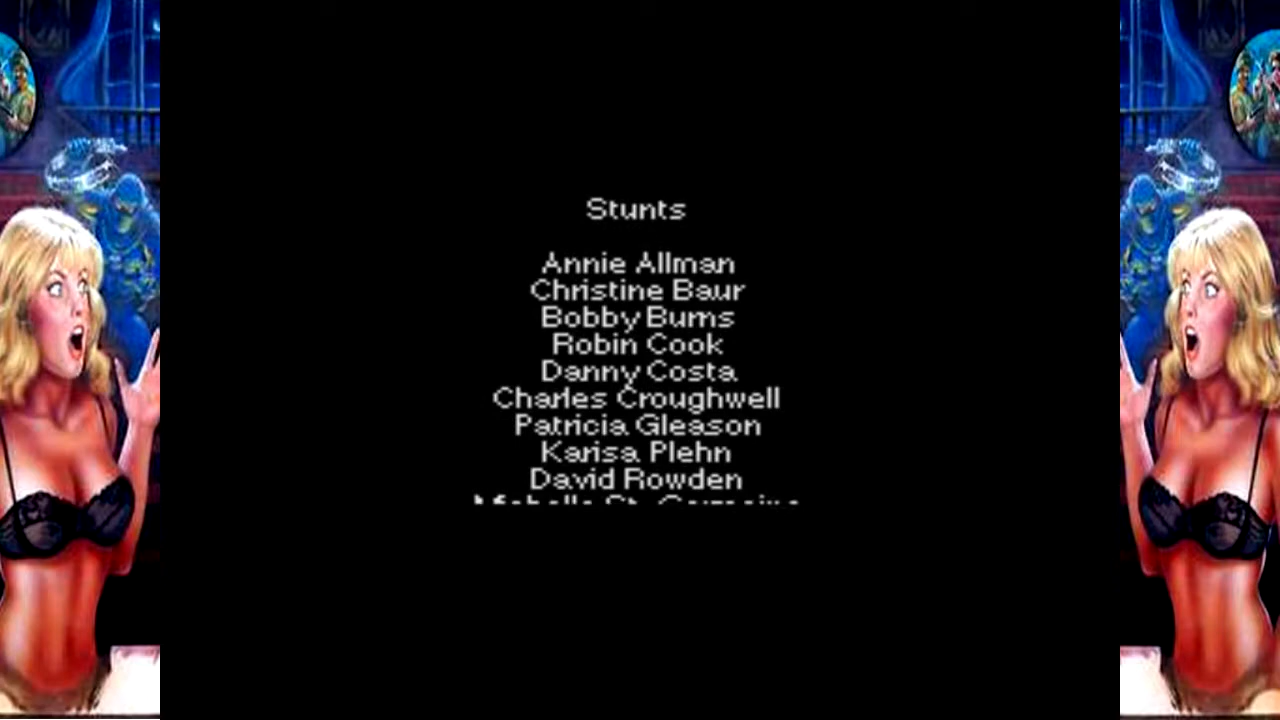 Stunts
Annie Allman
Christine Baur
Bobby Burns
Robin Cook
Danny Costa
Charles Croughwell
Patricia Gleason
Karisa Plehn
David Rowden